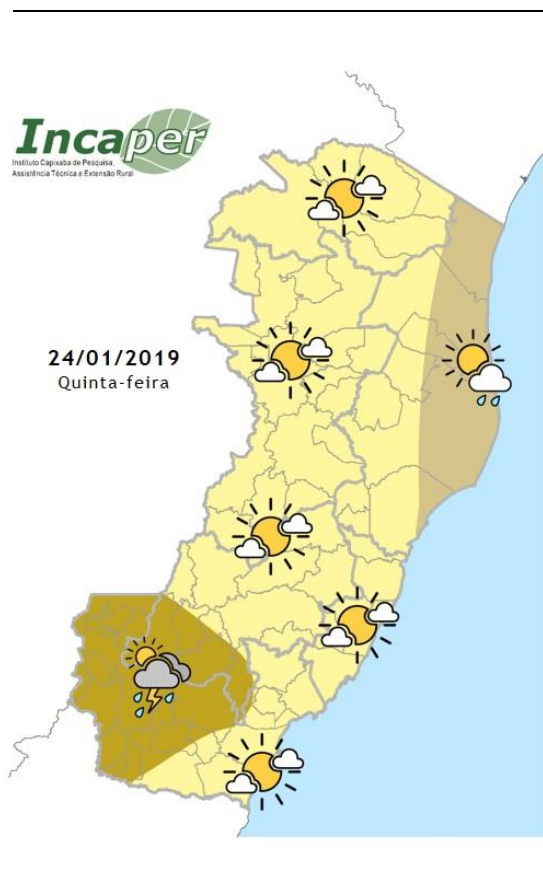 Incaper
Instituto Capixaba de Pesquisa,
Assistência Técnica e Extensão Rural
24/01/2019
Quinta-feira